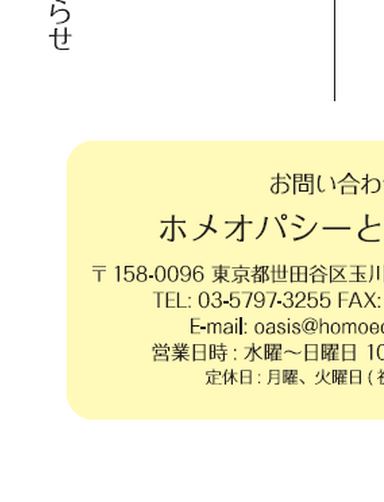 らせ
お問い合わ
ホメオパシーと
〒158-0096 東京都世田谷区玉川
TEL: 03-5797-3255 FAX:
E-mail: oasis@homoeo
営業日時 : 水曜〜日曜日 10
定休日 : 月曜、火曜日 ( 祝